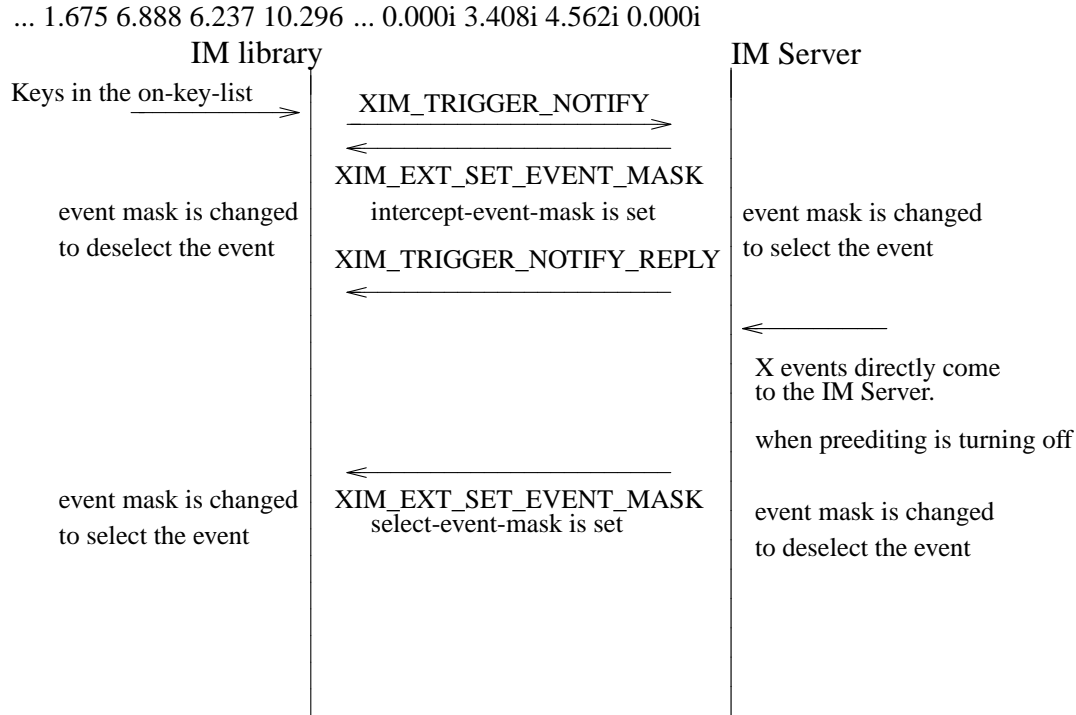 ... 1.675 6.888 6.237 10.296 ... 0.000i 3.408i 4.562i 0.000i
IM library
IM Server
Keys in the on-key-list
XIM_TRIGGER_NOTIFY
XIM_EXT_SET_EVENT_MASK
event mask is changed
to deselect the event
intercept-event-mask is set
event mask is changed
to select the event
XIM_TRIGGER_NOTIFY_REPLY
X events directly come
to the IM Server.
when preediting is turning off
event mask is changed
to select the event
XIM_EXT_SET_EVENT_MASK
select-event-mask is set
event mask is changed
to deselect the event